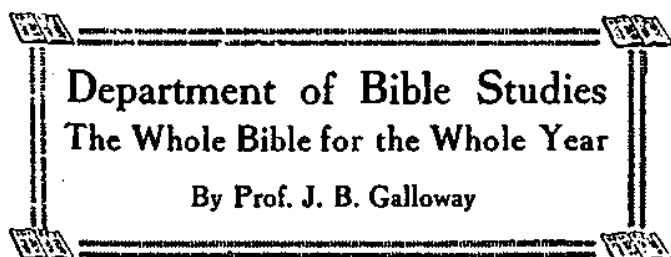 Department of Bible Studies
The Whole Bible for the Whole Year
By Prof. J. B. Galloway